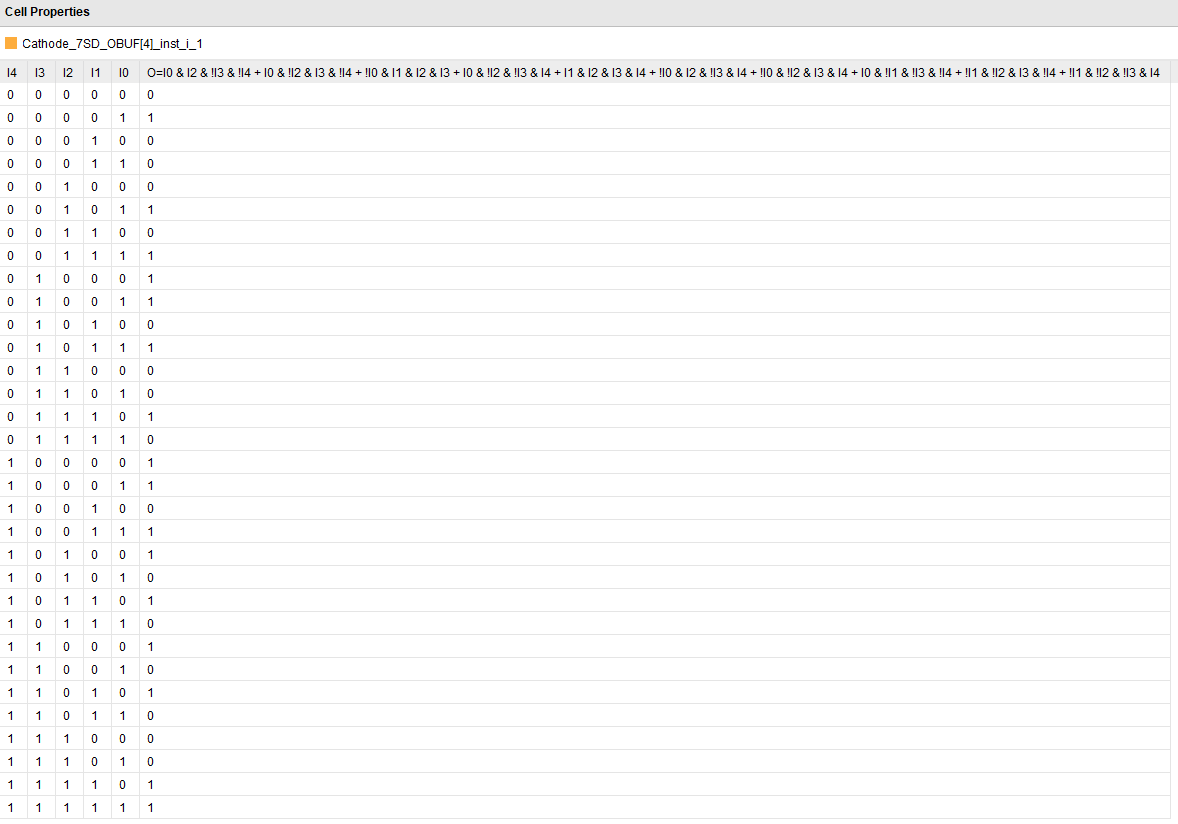 Cell Properties
Cathode_7SD_OBUF[4]_inst_i_1
I4 I3 I2 I1 I0 O=I0 & I2 & !I3 & !I4 + I0 & !I2 & I3 & !I4 + !I0 & I1 & I2 & I3 + I0 & !I2 & !I3 & I4 + I1 & I2 & I3 & I4 + !I0 & I2 & !I3 & I4 + !I0 & !I2 & I3 & I4 + I0 & !I1 & !I3 & !I4 + !I1 & !I2 & I3 & !I4 + !I1 & !I2 & !I3 & I4
0 0 0 0 0 0
0 0 0 0 1 1
0 0 0 1 0 0
0 0 0 1 1 0
0 0 1 0 0 0
0 0 1 0 1 1
0 0 1 1 0 0
0 0 1 1 1 1
0 1 0 0 0 1
0 1 0 0 1 1
0 1 0 1 0 0
0 1 0 1 1 1
0 1 1 0 0 0
0 1 1 0 1 0
0 1 1 1 0 1
0 1 1 1 1 0
1 0 0 0 0 1
1 0 0 0 1 1
1 0 0 1 0 0
1 0 0 1 1 1
1 0 1 0 0 1
1 0 1 0 1 0
1 0 1 1 0 1
1 0 1 1 1 0
1 1 0 0 0 1
1 1 0 0 1 0
1 1 0 1 0 1
1 1 0 1 1 0
1 1 1 0 0 0
1 1 1 0 1 0
1 1 1 1 0 1
1 1 1 1 1 1